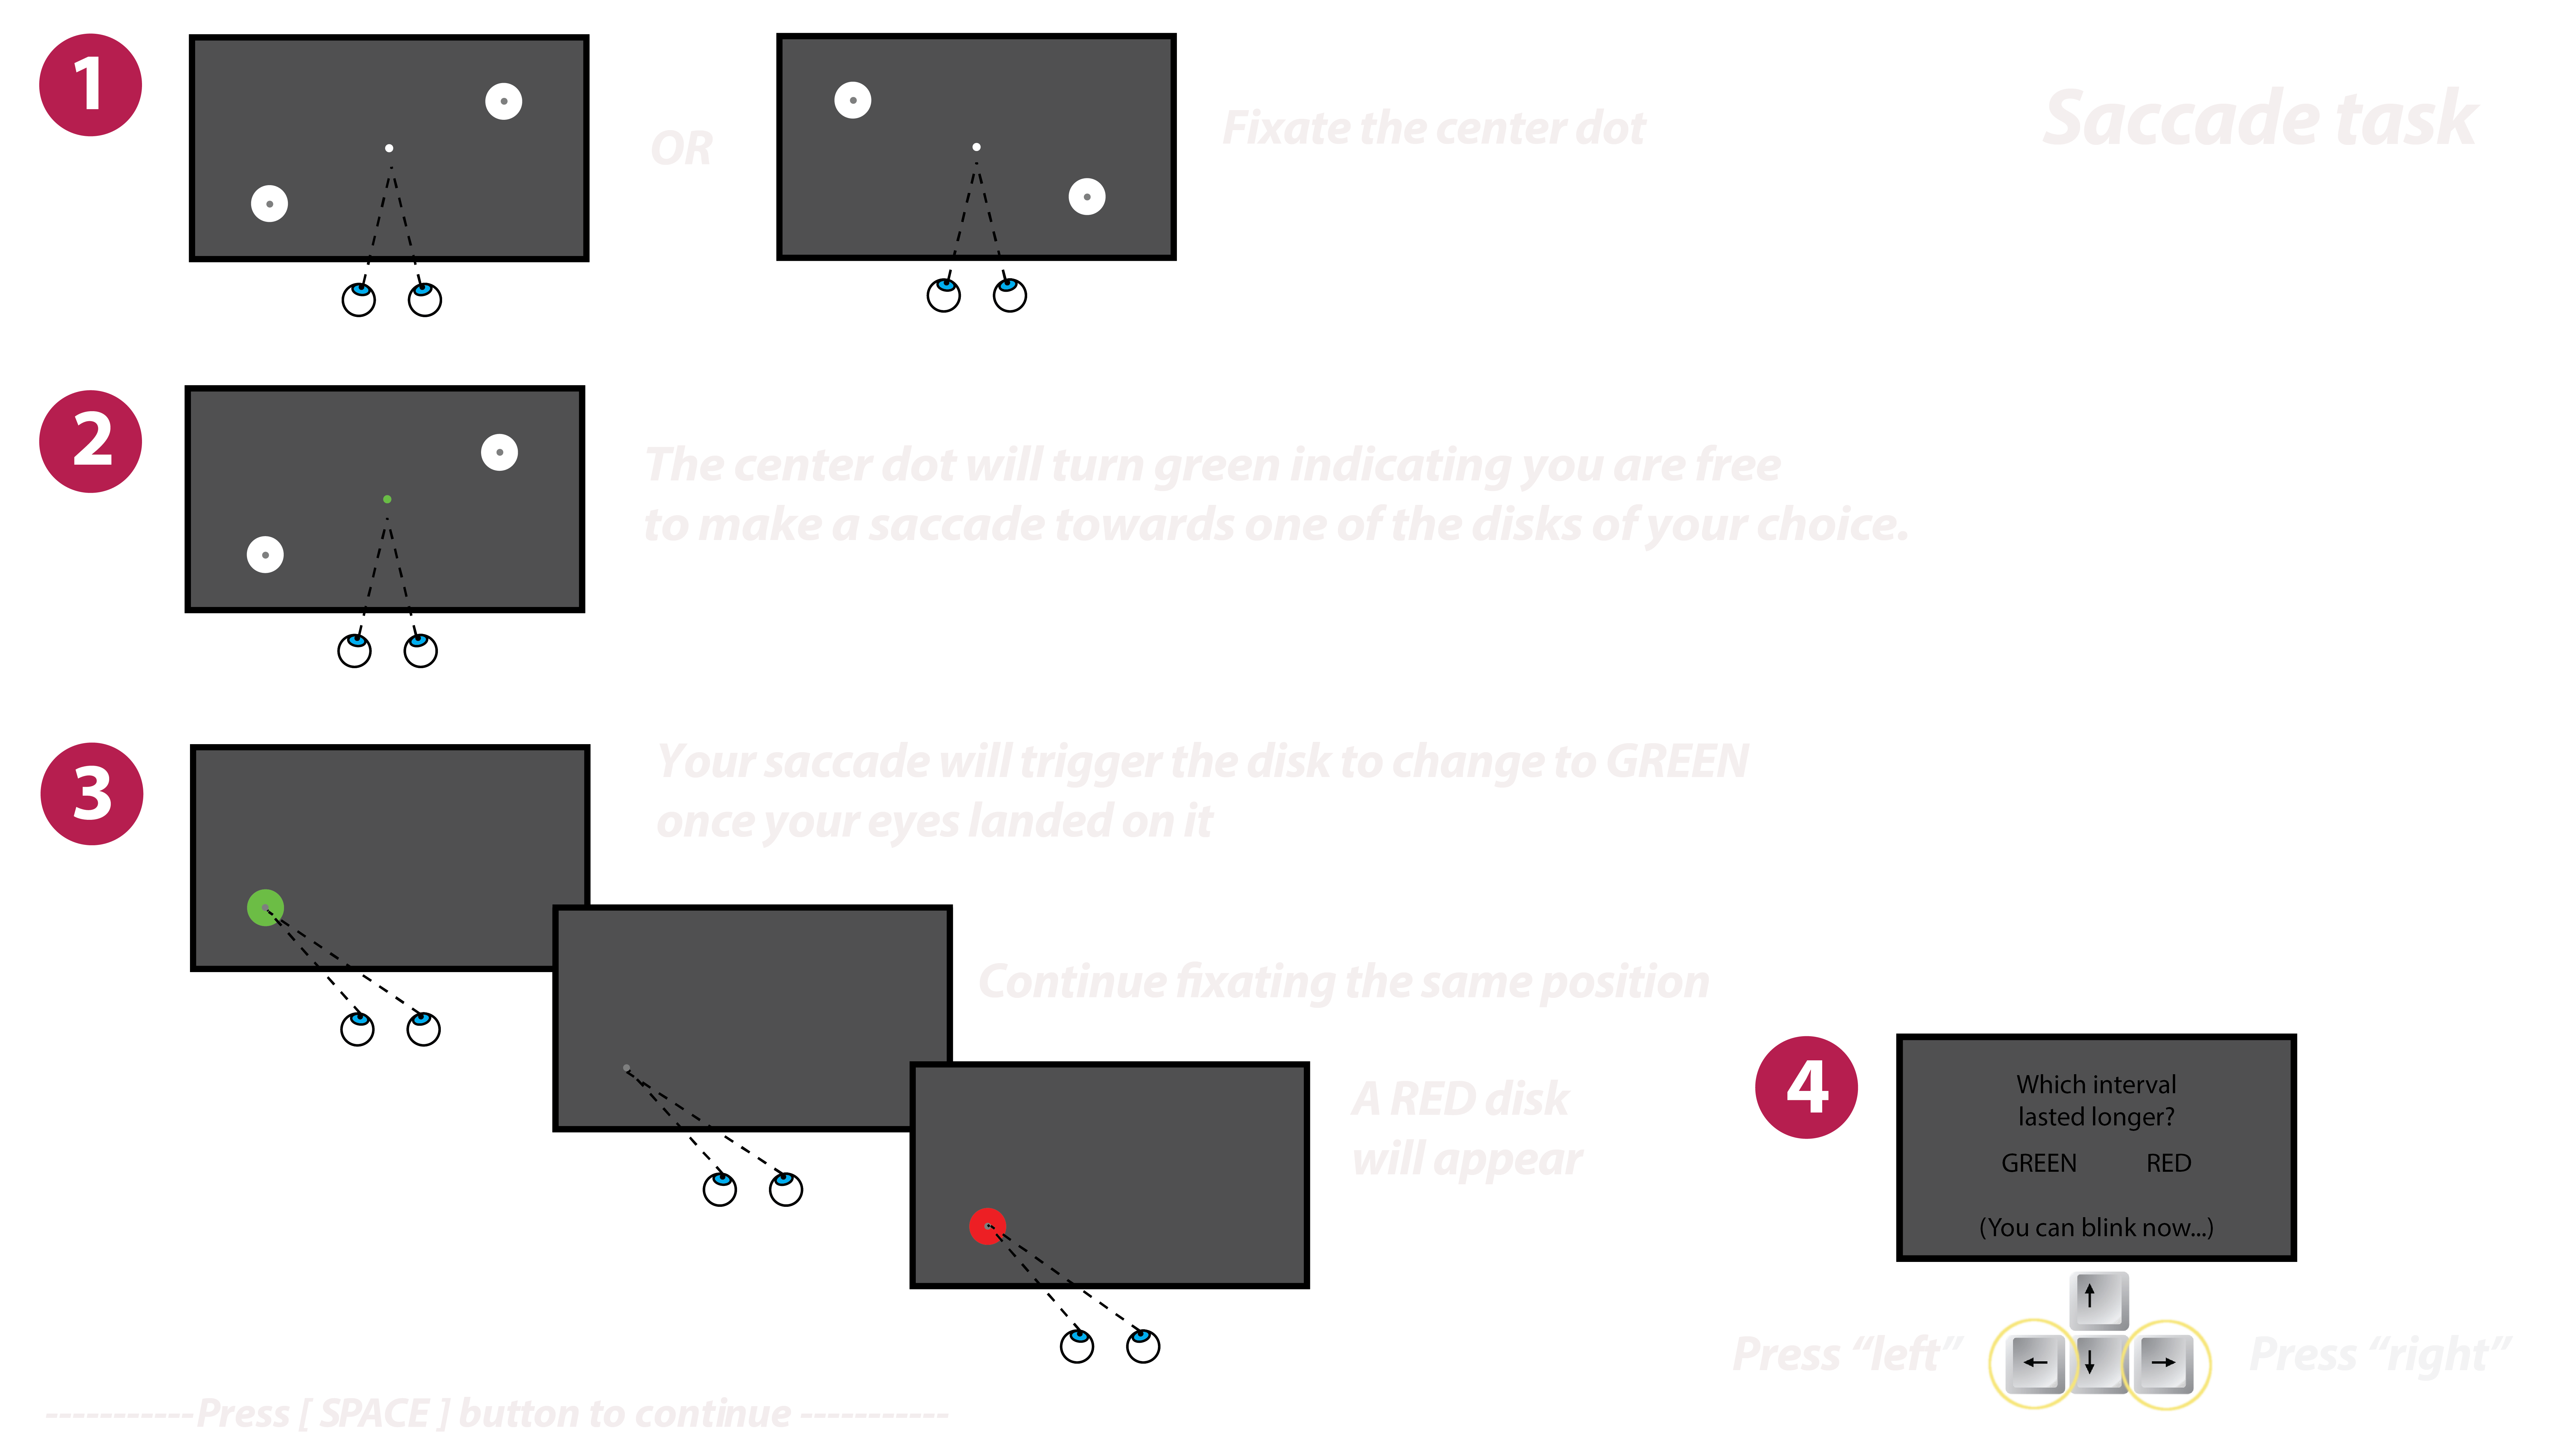 Saccade task
1
OR
Fixate the center dot
2
The center dot will turn green indicating you are free
to make a saccade towards one of the disks of your choice.
3
Your saccade will trigger the disk to change to GREEN
once your eyes landed on it
Continue fixating the same position
A RED disk
will appear
4
Which interval
lasted longer?
GREEN RED
(You can blink now...)
↑
Press “left” ← ↓ → Press “right”
-----------Press [ SPACE ] button to continue -----------